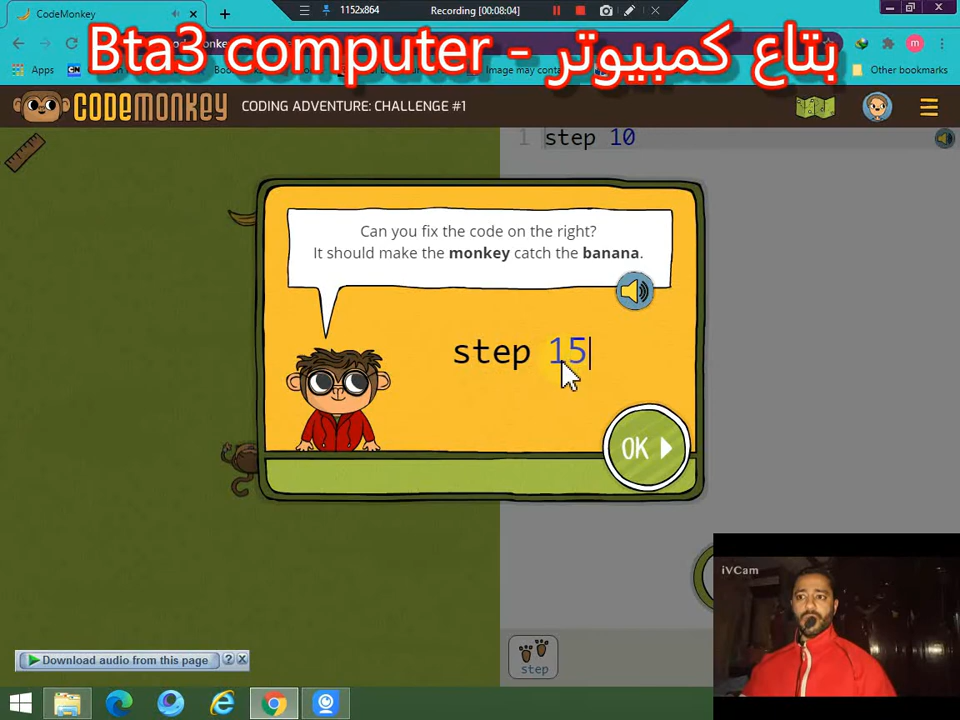 CodeMonkey
1152x864
Recording [00:08:04]
Bta3 computer - بتاع كمبيوتر
Apps
Image may
Other bookmarks
CODEMONKEY
CODING ADVENTURE: CHALLENGE #1
1 step 10
Can you fix the code on the right?
It should make the monkey catch the banana.
step 15
OK
iVCam
step
Download audio from this page